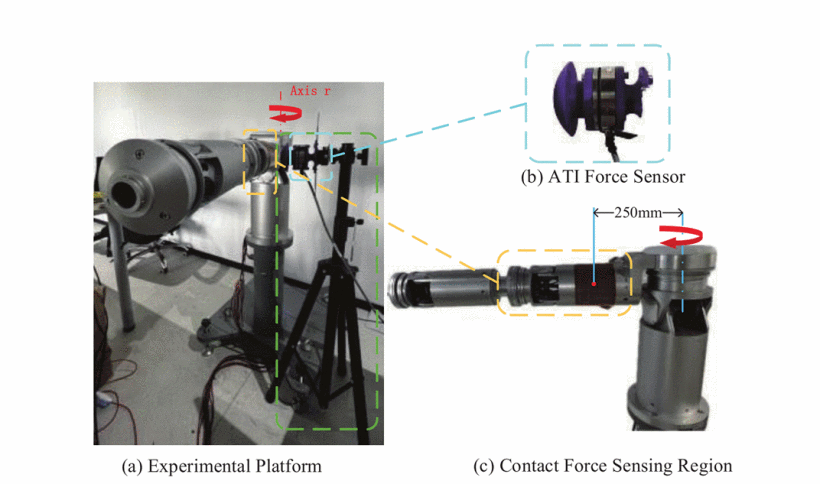 Axis r
(b) ATI Force Sensor
250mm
(a) Experimental Platform
(c) Contact Force Sensing Region